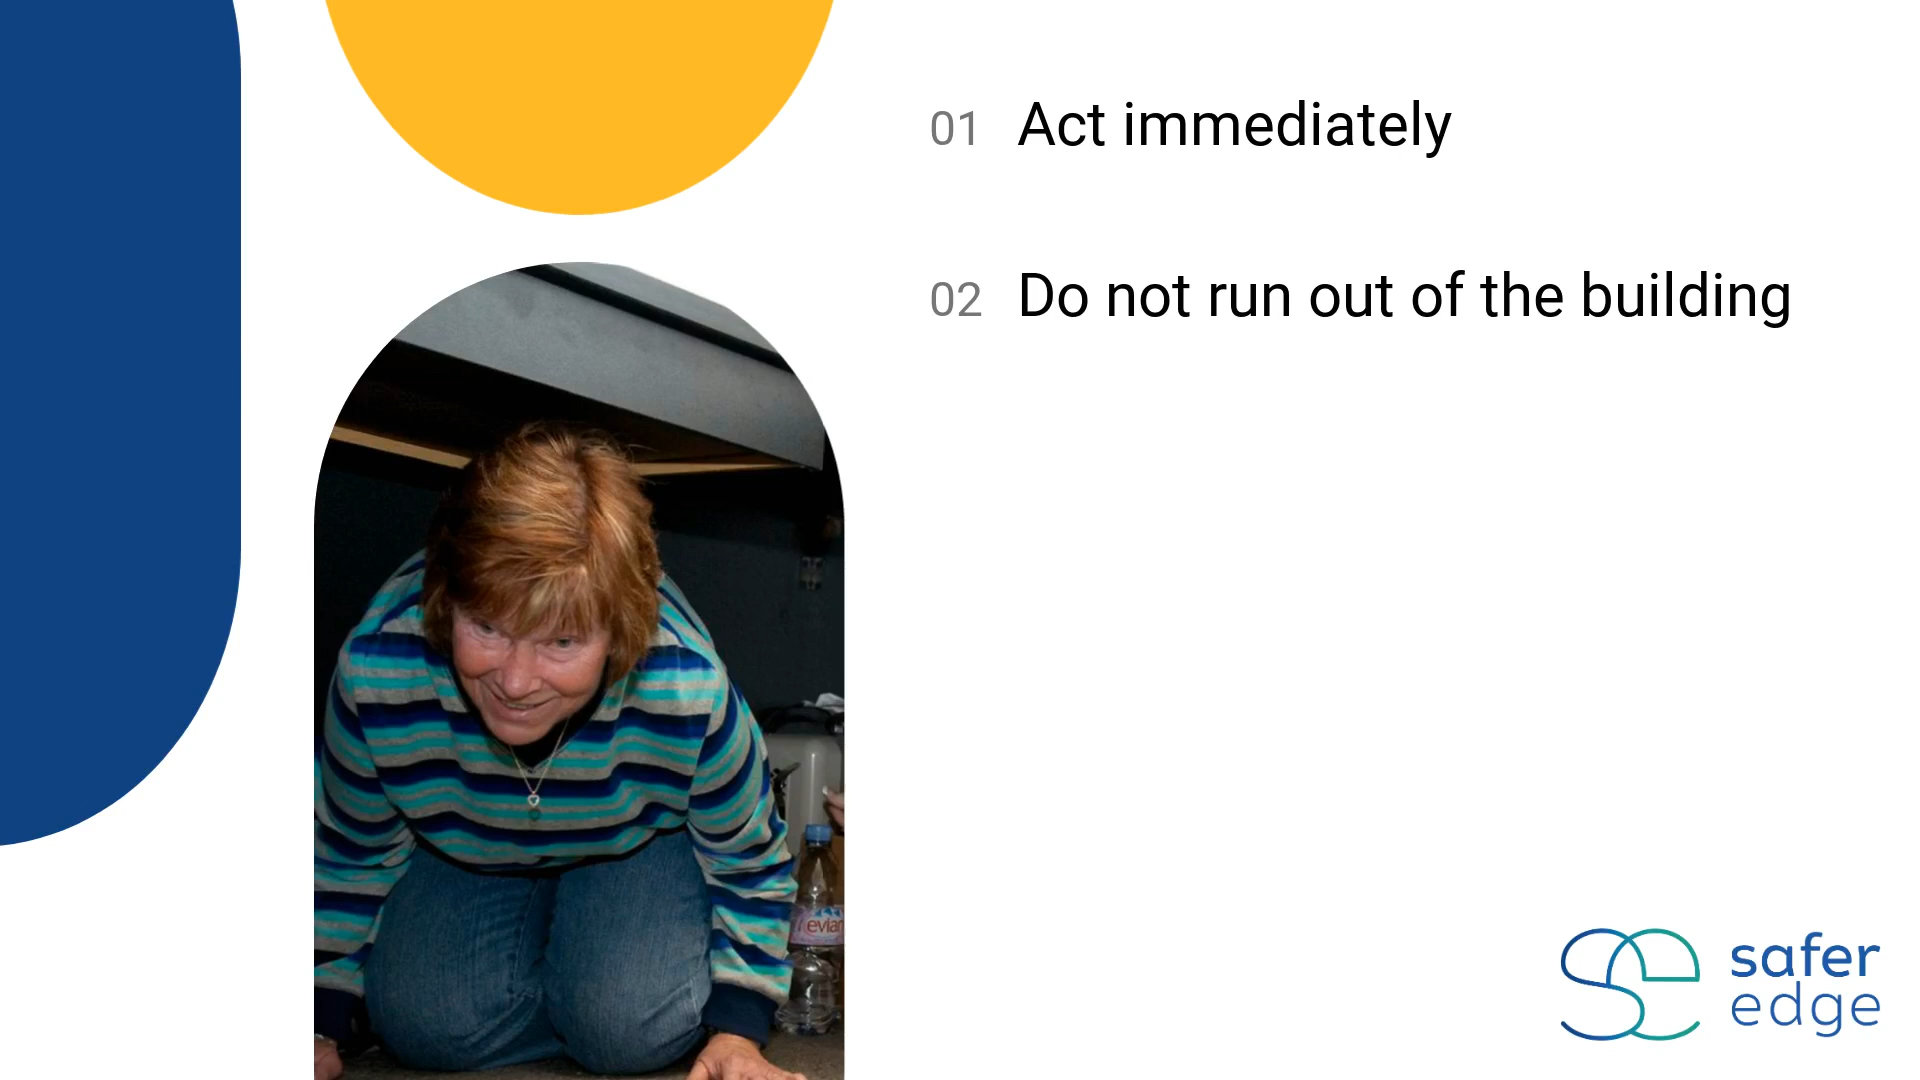 01 Act immediately
02 Do not run out of the building
evian
safer
edge